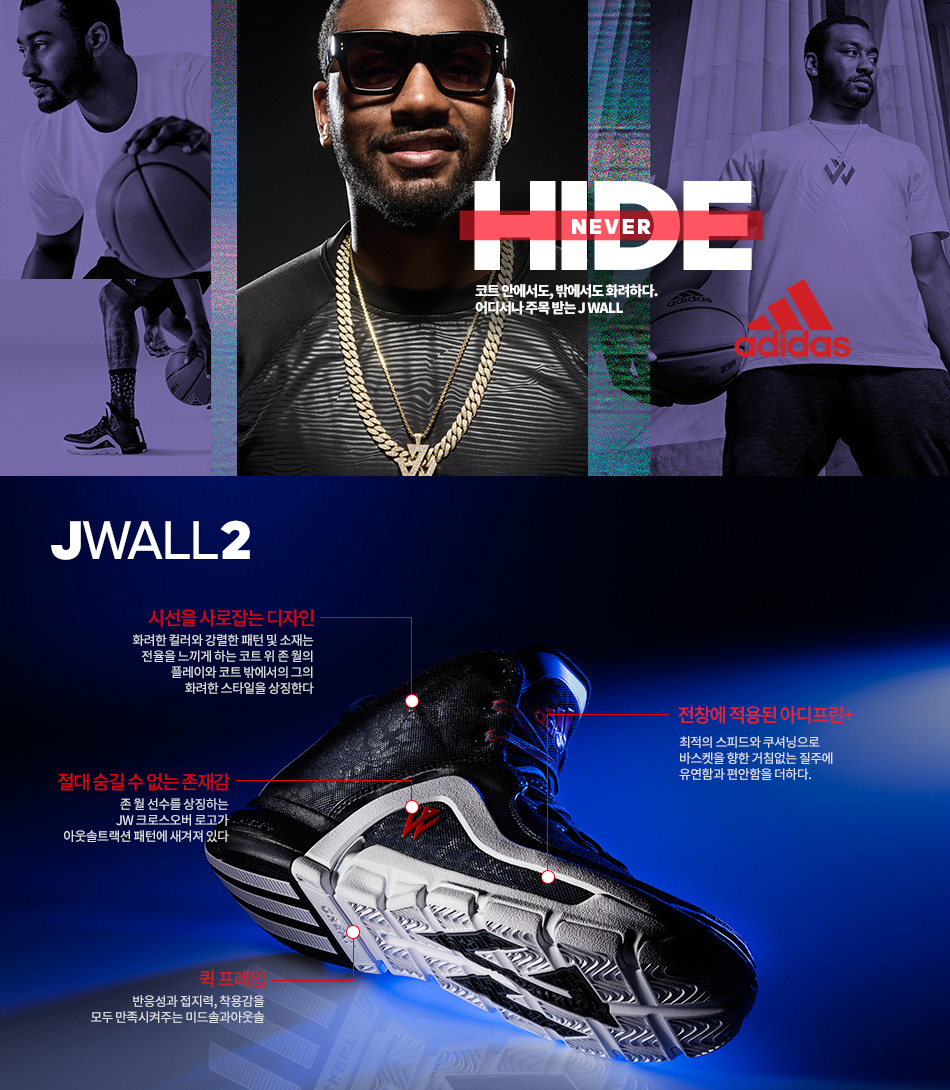 HIDE
NEVER
코트 안에서도, 밖에서도 화려하다.
어디서나 주목 받는 J WALL
adidas
adidas
JWALL2
시선을 사로잡는 디자인
화려한 컬러와 강렬한 패턴 및 소재는
전율을 느끼게 하는 코트 위 존 월의
플레이와 코트 밖에서의 그의
화려한 스타일을 상징한다
전창에 적용된 아디프린+
최적의 스피드와 쿠셔닝으로
바스켓을 향한 거침없는 질주에
유연함과 편안함을 더하다.
절대 숨길 수 없는 존재감
존 월 선수를 상징하는
JW 크로스오버 로고가
아웃솔트랙션 패턴에 새겨져 있다
퀵 프레임
반응성과 접지력, 착용감을
모두 만족시켜주는 미드솔과아웃솔